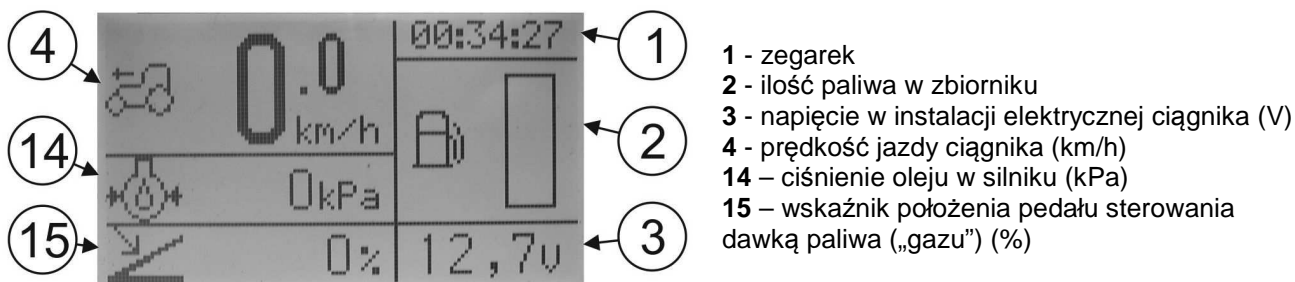 4
14
15
0.0
km/h
0kPa
0%
00:34:27
12,7v
1
2
3
1 - zegarek
2 - ilość paliwa w zbiorniku
3 - napięcie w instalacji elektrycznej ciągnika (V)
4 - prędkość jazdy ciągnika (km/h)
14 – ciśnienie oleju w silniku (kPa)
15 – wskaźnik położenia pedału sterowania
dawką paliwa („gazu”) (%)